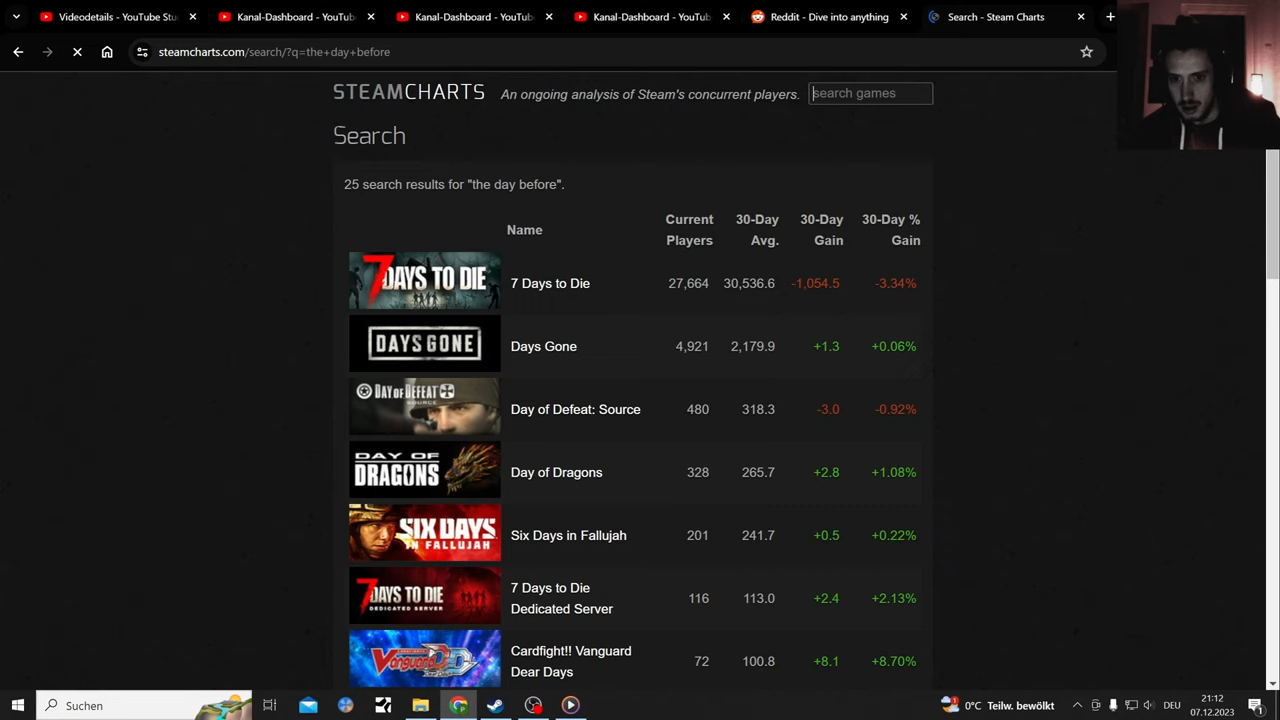 Videodetails - YouTube Stu
Kanal-Dashboard - YouTub
Kanal-Dashboard - YouTub
Kanal-Dashboard - YouTub
Reddit - Dive into anything
Search - Steam Charts
steamcharts.com/search/?q=the+day+before
STEAMCHARTS
An ongoing analysis of Steam's concurrent players.
search games
Search
25 search results for "the day before".
Name
Current Players
30-Day Avg.
30-Day Gain
30-Day % Gain
7 DAYS TO DIE
7 Days to Die
27,664
30,536.6
-1,054.5
-3.34%
DAYS GONE
Days Gone
4,921
2,179.9
+1.3
+0.06%
DAY OF DEFEAT
SOURCE
Day of Defeat: Source
480
318.3
-3.0
-0.92%
DAY OF
DRAGONS
Day of Dragons
328
265.7
+2.8
+1.08%
SIX DAYS
IN FALLUJAH
Six Days in Fallujah
201
241.7
+0.5
+0.22%
7 DAYS TO DIE
DEDICATED SERVER
7 Days to Die
Dedicated Server
116
113.0
+2.4
+2.13%
Vanguard
Cardfight!! Vanguard
Dear Days
72
100.8
+8.1
+8.70%
Suchen
0°C Teilw. bewölkt
DEU
21:12
07.12.2023